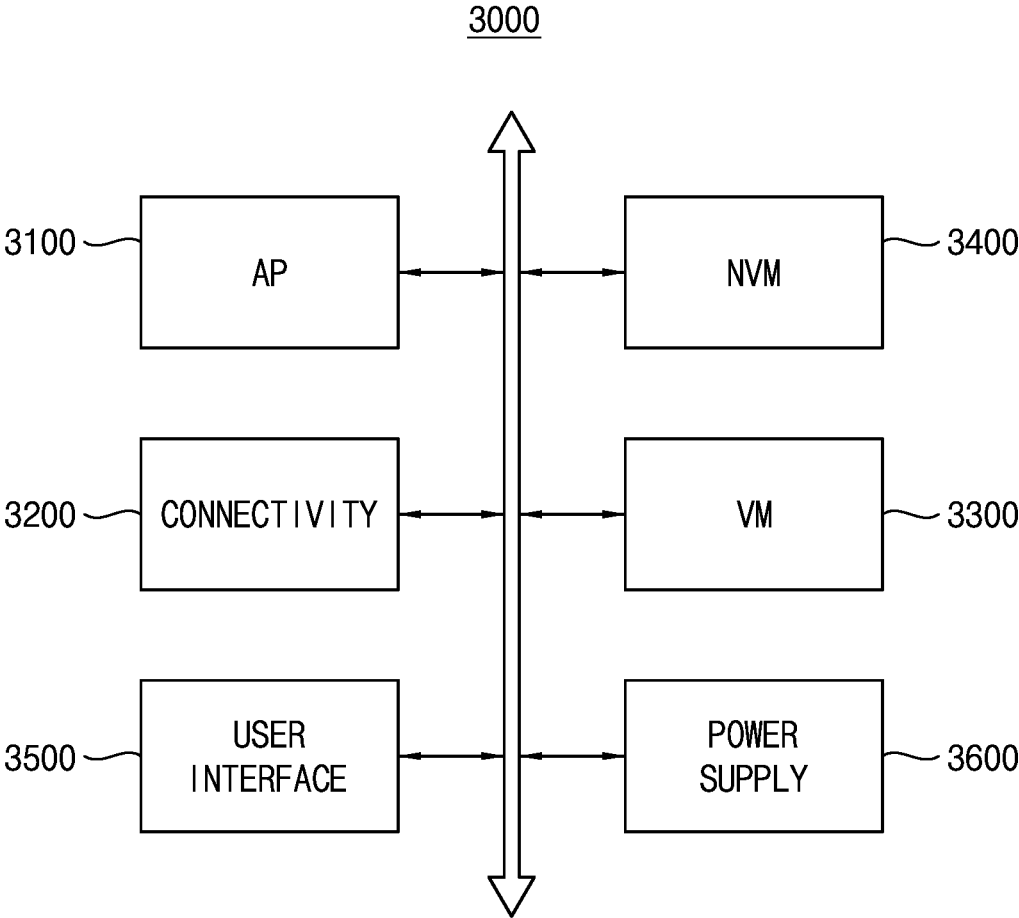 3000
3100
AP
NVM
3400
3200
CONNECTIVITY
VM
3300
3500
USER
INTERFACE
POWER
SUPPLY
3600